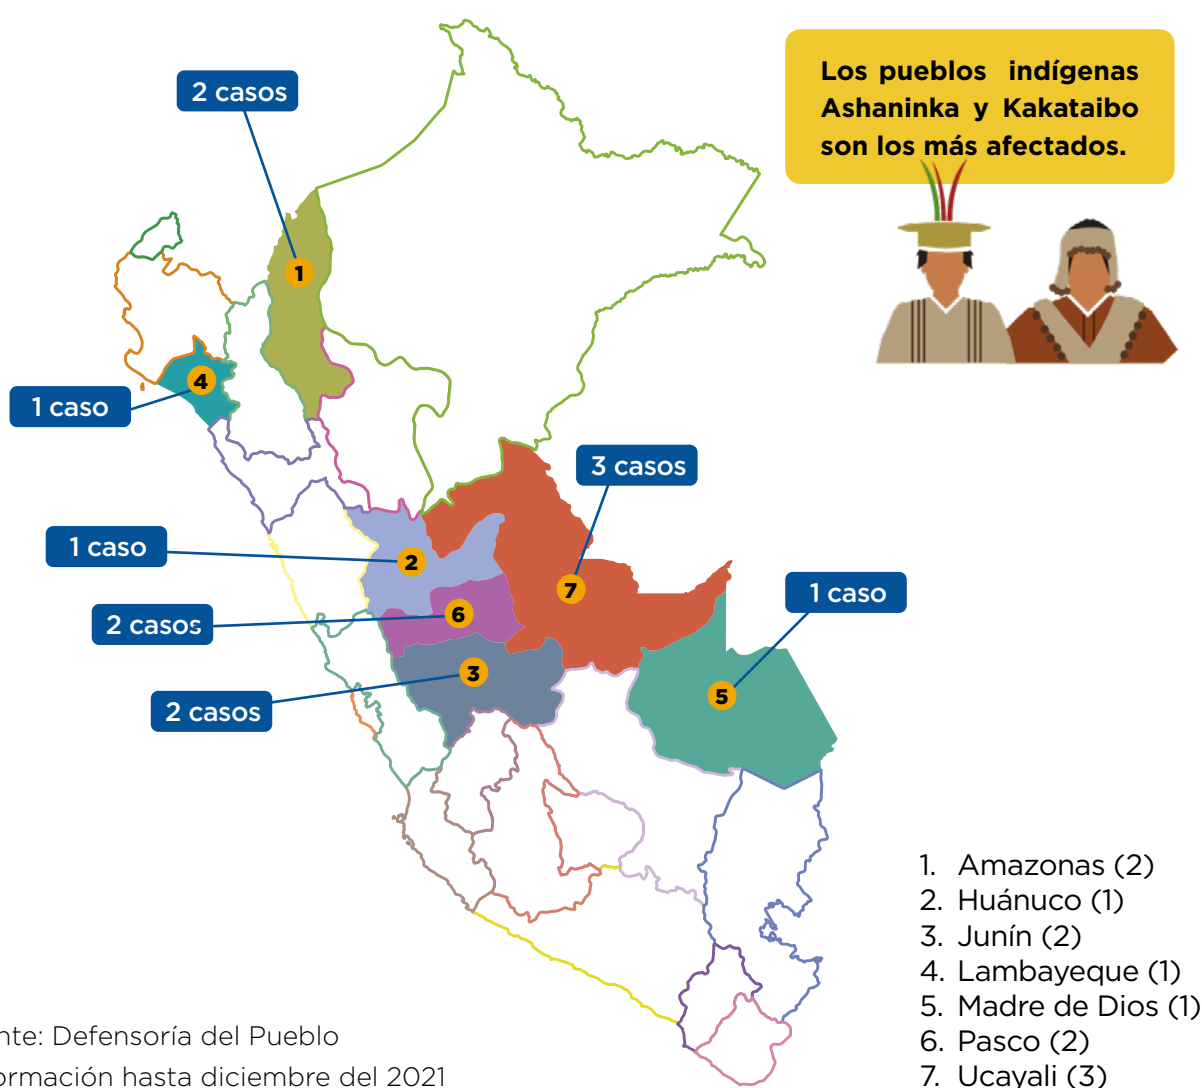 Los pueblos indígenas
Ashaninka y Kakataibo
son los más afectados.
2 casos
1
4
1 caso
3 casos
1 caso
2
7
1 caso
2 casos
6
3
5
2 casos
1. Amazonas (2)
2. Huánuco (1)
3. Junín (2)
4. Lambayeque (1)
5. Madre de Dios (1)
6. Pasco (2)
7. Ucayali (3)
nte: Defensoría del Pueblo
ormación hasta diciembre del 2021